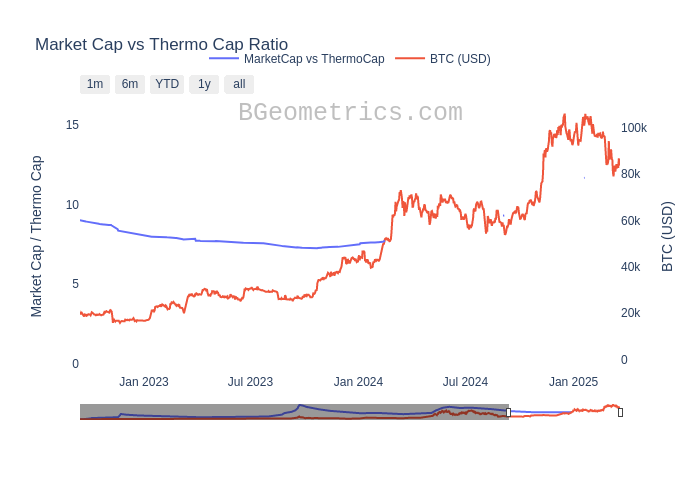 Market Cap vs Thermo Cap Ratio
MarketCap vs ThermoCap BTC (USD)
1m 6m YTD 1y all
BGeometrics.com
15
10
5
0
Market Cap / Thermo Cap
100k
80k
60k
40k
20k
0
BTC (USD)
Jan 2023 Jul 2023 Jan 2024 Jul 2024 Jan 2025